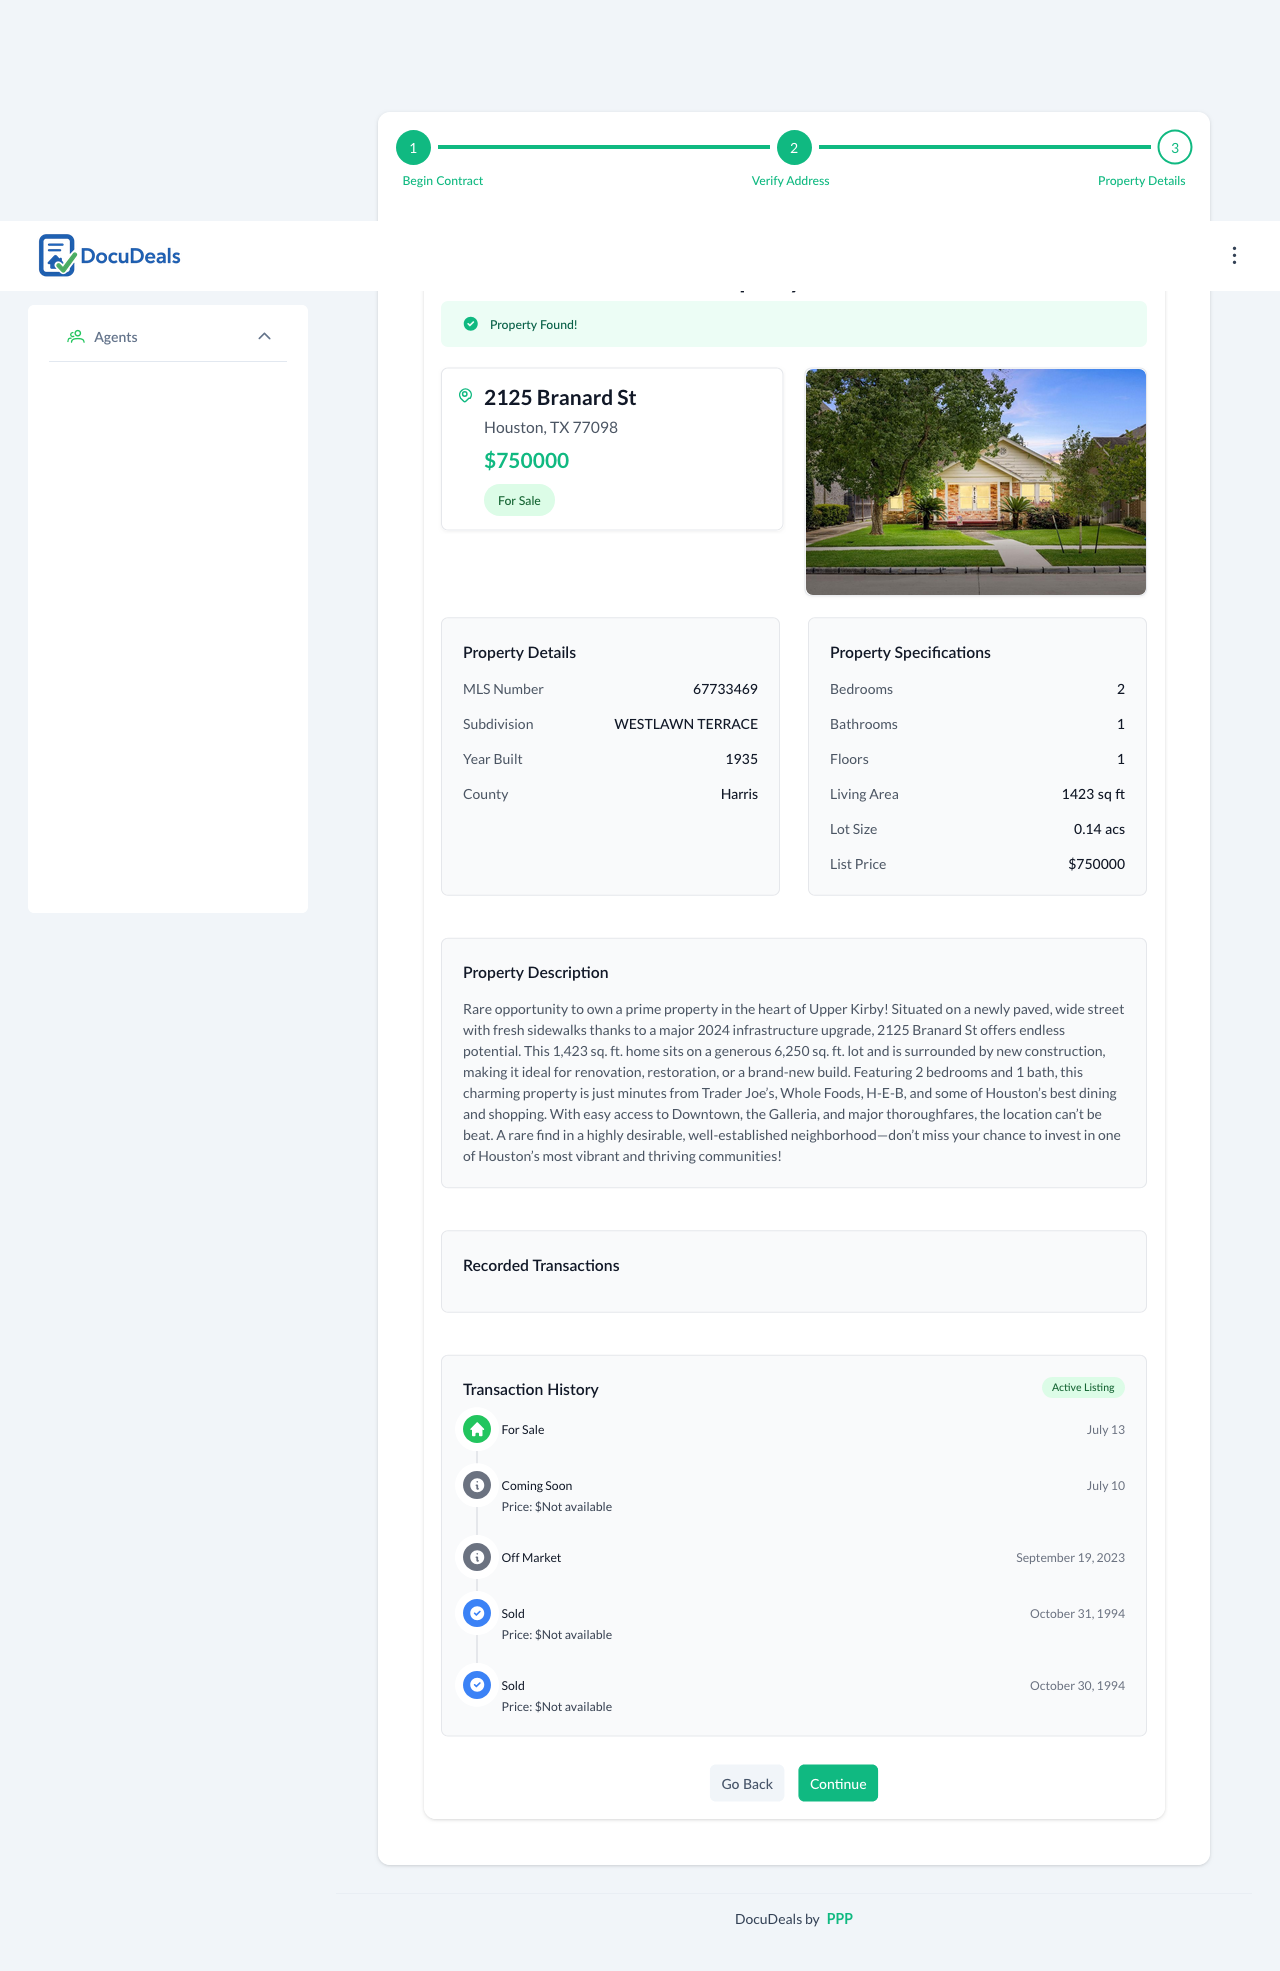 1
2
3
Begin Contract
Verify Address
Property Details
DocuDeals
Agents
Property Found!
2125 Branard St
Houston, TX 77098
$750000
For Sale
Property Details
MLS Number 67733469
Subdivision WESTLAWN TERRACE
Year Built 1935
County Harris
Property Specifications
Bedrooms 2
Bathrooms 1
Floors 1
Living Area 1423 sq ft
Lot Size 0.14 acs
List Price $750000
Property Description
Rare opportunity to own a prime property in the heart of Upper Kirby! Situated on a newly paved, wide street
with fresh sidewalks thanks to a major 2024 infrastructure upgrade, 2125 Branard St offers endless
potential. This 1,423 sq. ft. home sits on a generous 6,250 sq. ft. lot and is surrounded by new construction,
making it ideal for renovation, restoration, or a brand-new build. Featuring 2 bedrooms and 1 bath, this
charming property is just minutes from Trader Joe’s, Whole Foods, H-E-B, and some of Houston’s best dining
and shopping. With easy access to Downtown, the Galleria, and major thoroughfares, the location can’t be
beat. A rare find in a highly desirable, well-established neighborhood—don’t miss your chance to invest in one
of Houston’s most vibrant and thriving communities!
Recorded Transactions
Transaction History
Active Listing
For Sale July 13
Coming Soon July 10
Price: $Not available
Off Market September 19, 2023
Sold October 31, 1994
Price: $Not available
Sold October 30, 1994
Price: $Not available
Go Back
Continue
DocuDeals by PPP